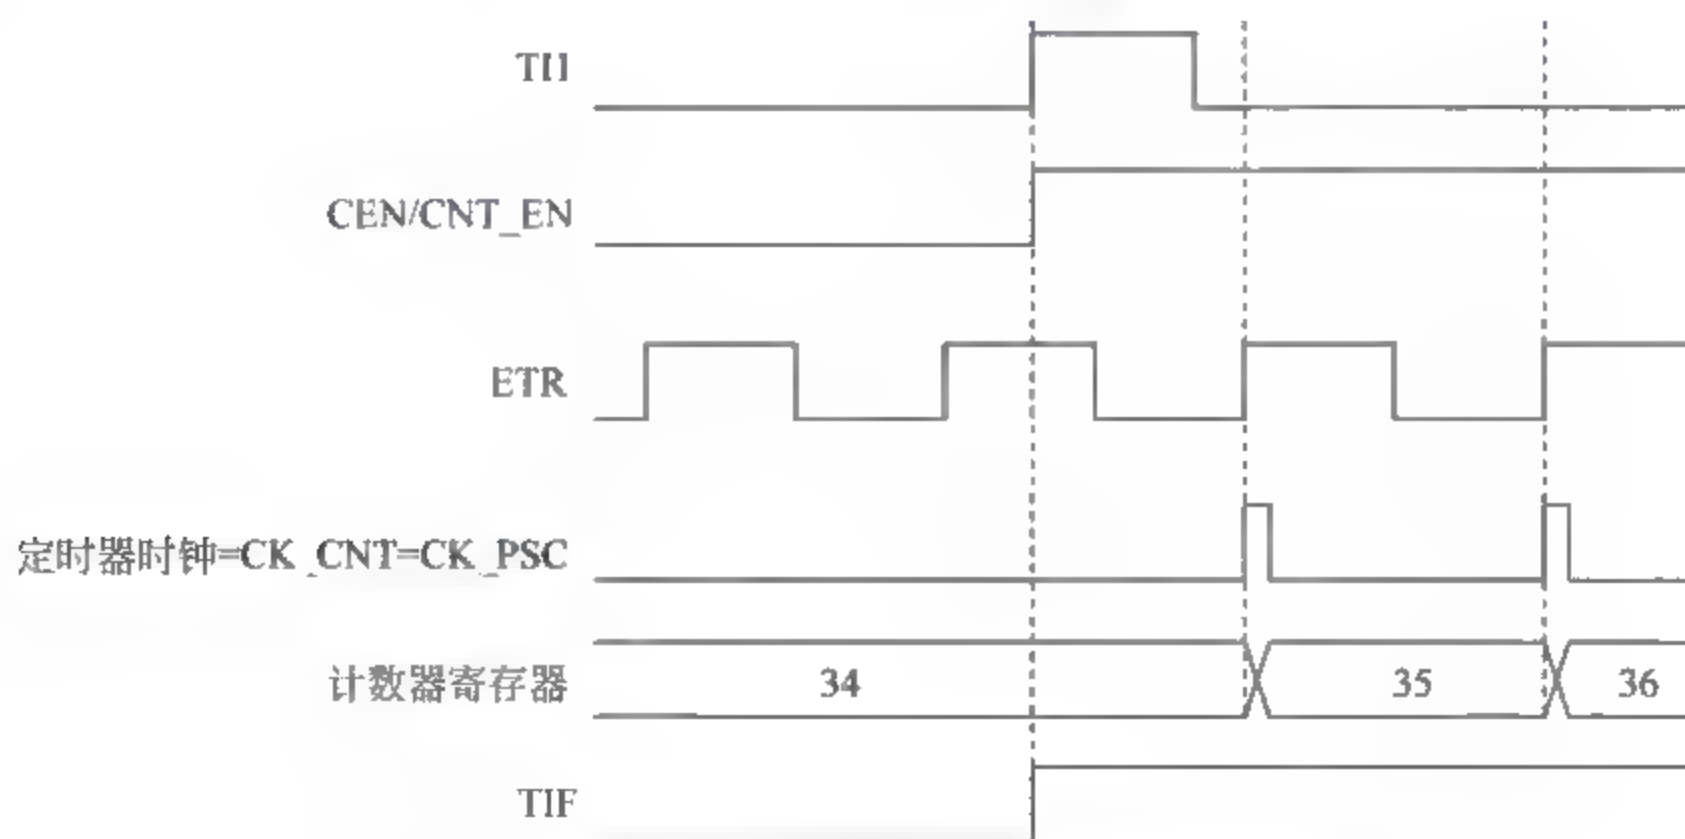 TI1
CEN/CNT_EN
ETR
定时器时钟=CK_CNT=CK_PSC
计数器寄存器
34
35
36
TIF